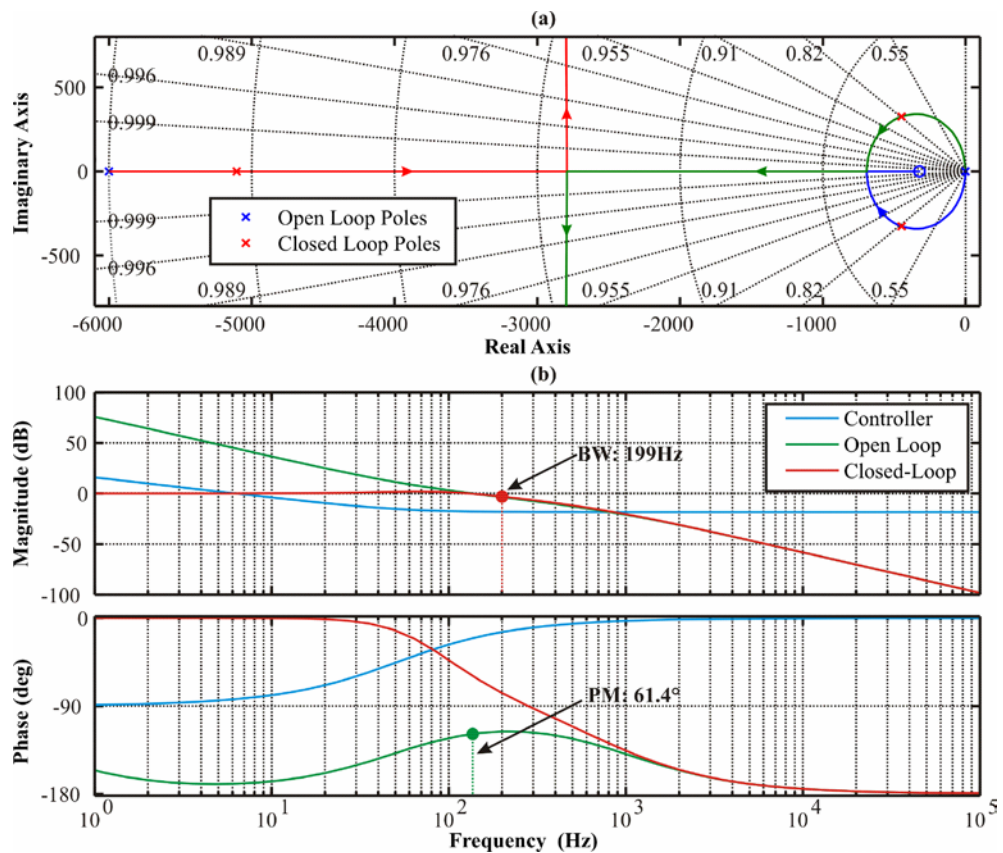 (a)
0.989 0.976 0.955 0.91 0.82 0.55
0.996
0.999
0.999
0.996
0.989 0.976 0.955 0.91 0.82 0.55
500
0
-500
Imaginary Axis
Open Loop Poles
Closed Loop Poles
-6000 -5000 -4000 -3000 -2000 -1000 0
Real Axis
(b)
100
50
0
-50
-100
Magnitude (dB)
BW: 199Hz
Controller
Open Loop
Closed-Loop
0
-90
-180
Phase (deg)
PM: 61.4°
10^0 10^1 10^2 10^3 10^4 10^5
Frequency (Hz)